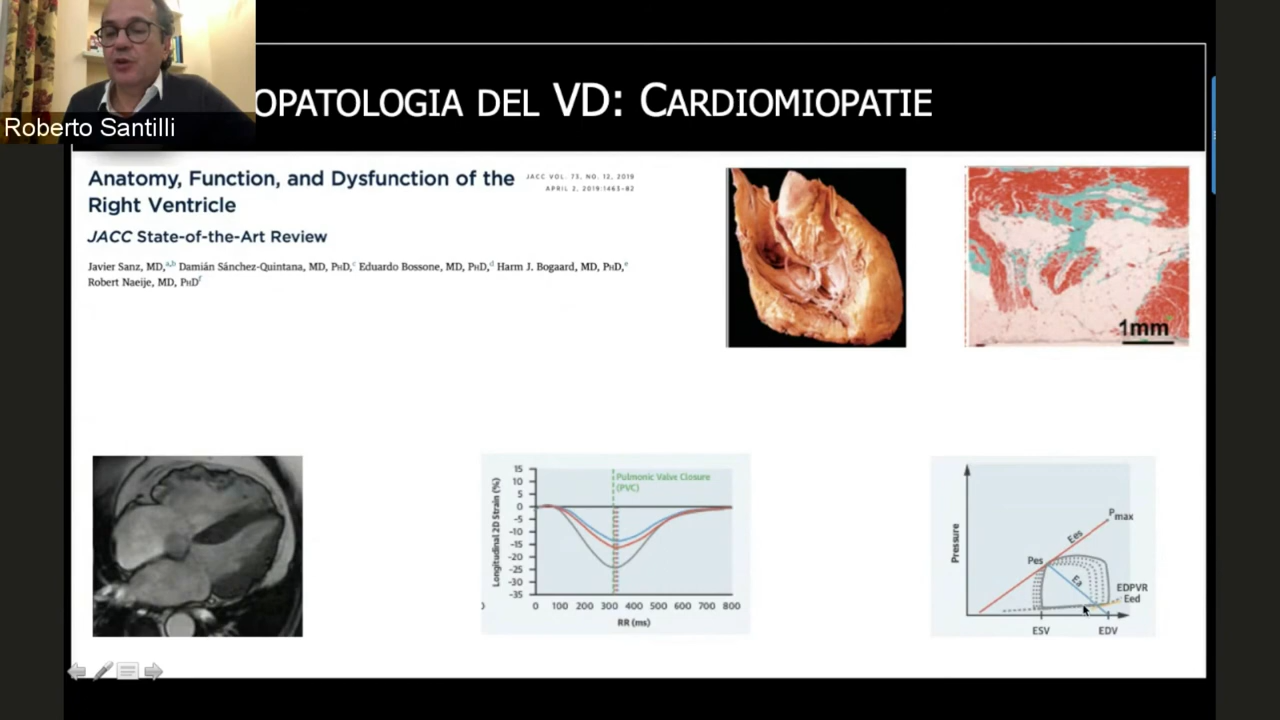 OPATOLOGIA DEL VD: CARDIOMIOPATIE
Roberto Santilli
Anatomy, Function, and Dysfunction of the
Right Ventricle
JACC VOL. 73, NO. 12, 2019
APRIL 2, 2019:1463–82
JACC State-of-the-Art Review
Javier Sanz, MD,a,b Damián Sánchez-Quintana, MD, PHD,c Eduardo Bossone, MD, PHD,d Harm J. Bogaard, MD, PHD,e
Robert Naeije, MD, PHDf
1mm
Longitudinal 2D Strain (%)
15
10
5
0
-5
-10
-15
-20
-25
-30
-35
Pulmonic Valve Closure
(PVC)
0 100 200 300 400 500 600 700 800
RR (ms)
Pressure
Pmax
Ees
Pes
Ea
EDPVR
Eed
ESV EDV